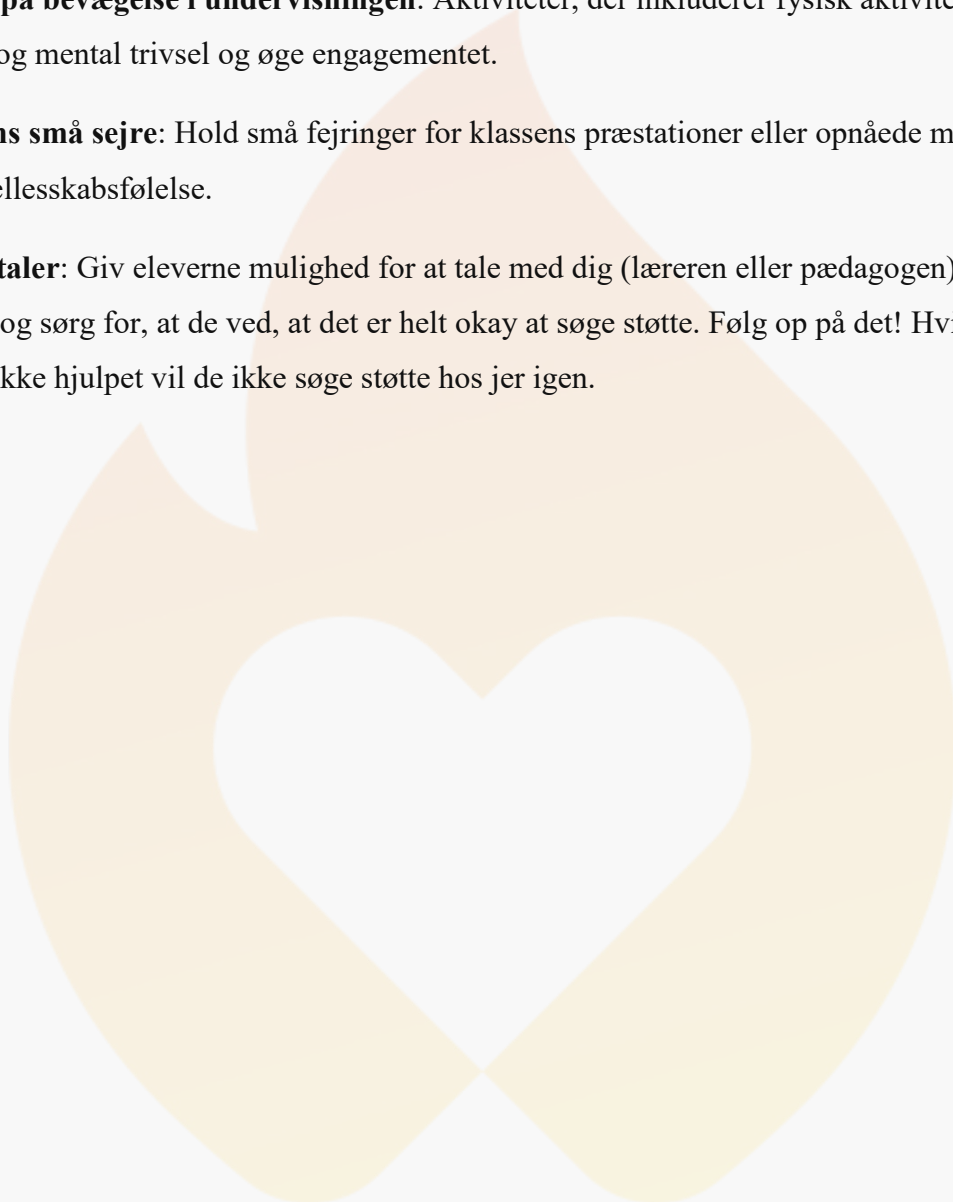 på bevægelse i undervisningen: Aktiviteter, der inkluderer fysisk aktivite
og mental trivsel og øge engagementet.
ns små sejre: Hold små fejringer for klassens præstationer eller opnåede m
ellesskabsfølelse.
taler: Giv eleverne mulighed for at tale med dig (læreren eller pædagogen)
og sørg for, at de ved, at det er helt okay at søge støtte. Følg op på det! Hvi
kke hjulpet vil de ikke søge støtte hos jer igen.